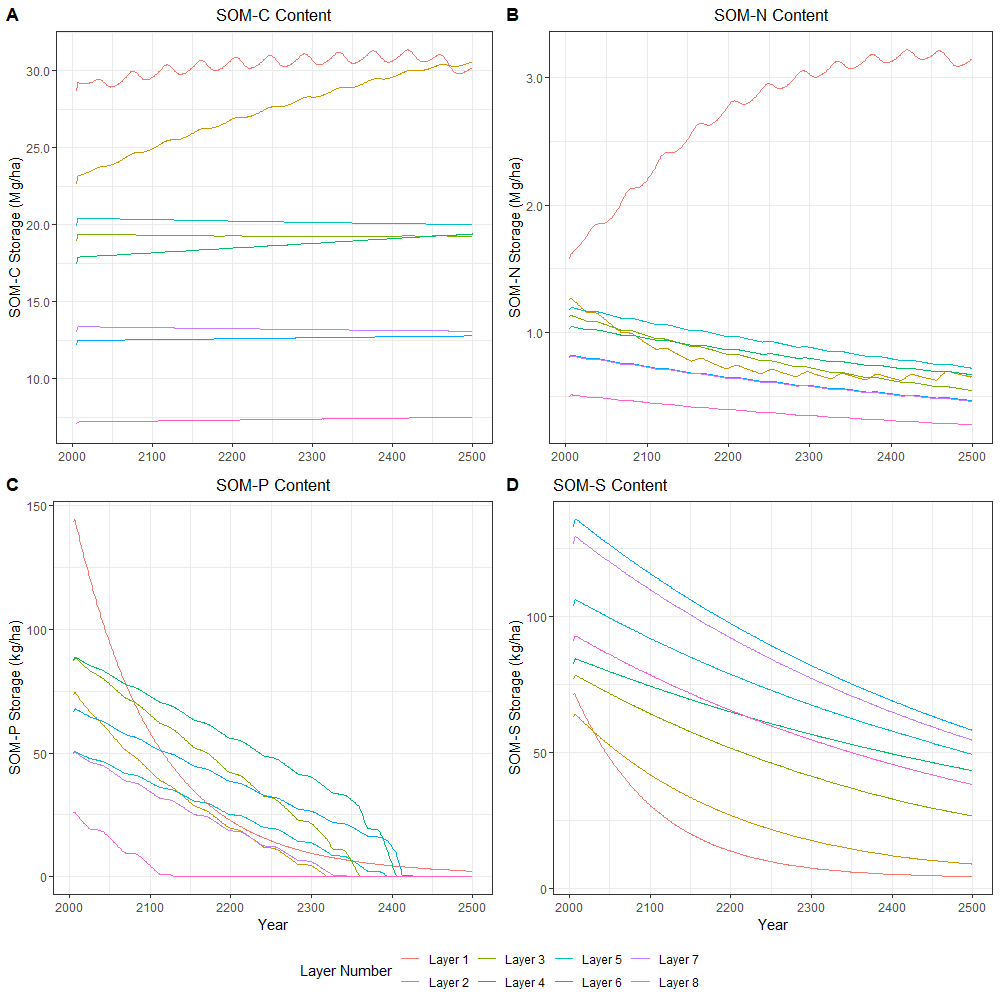 A SOM-C Content
SOM-C Storage (Mg/ha)
30.0
25.0
20.0
15.0
10.0
2000 2100 2200 2300 2400 2500
B SOM-N Content
SOM-N Storage (Mg/ha)
3.0
2.0
1.0
2000 2100 2200 2300 2400 2500
C SOM-P Content
SOM-P Storage (kg/ha)
150
100
50
0
2000 2100 2200 2300 2400 2500
Year
D SOM-S Content
SOM-S Storage (kg/ha)
100
50
0
2000 2100 2200 2300 2400 2500
Year
Layer Number
Layer 1 Layer 3 Layer 5 Layer 7
Layer 2 Layer 4 Layer 6 Layer 8